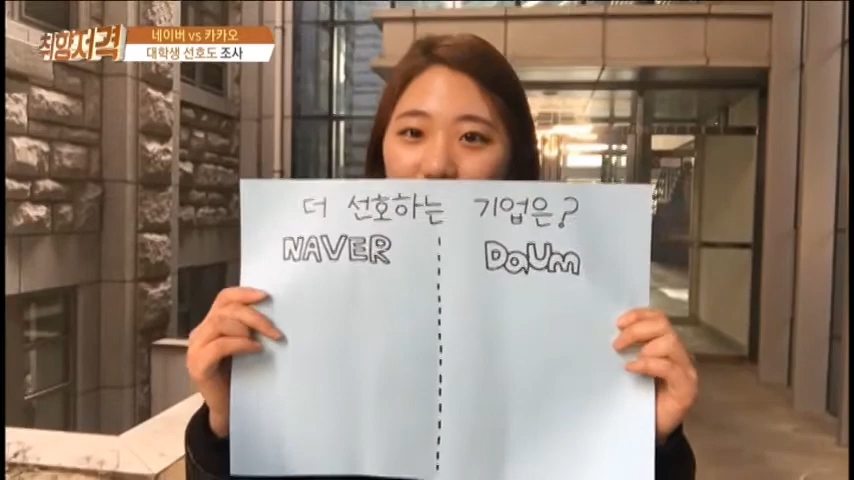 취향저격
네이버 vs 카카오
대학생 선호도 조사
더 선호하는 기업은?
NAVER
DaUm